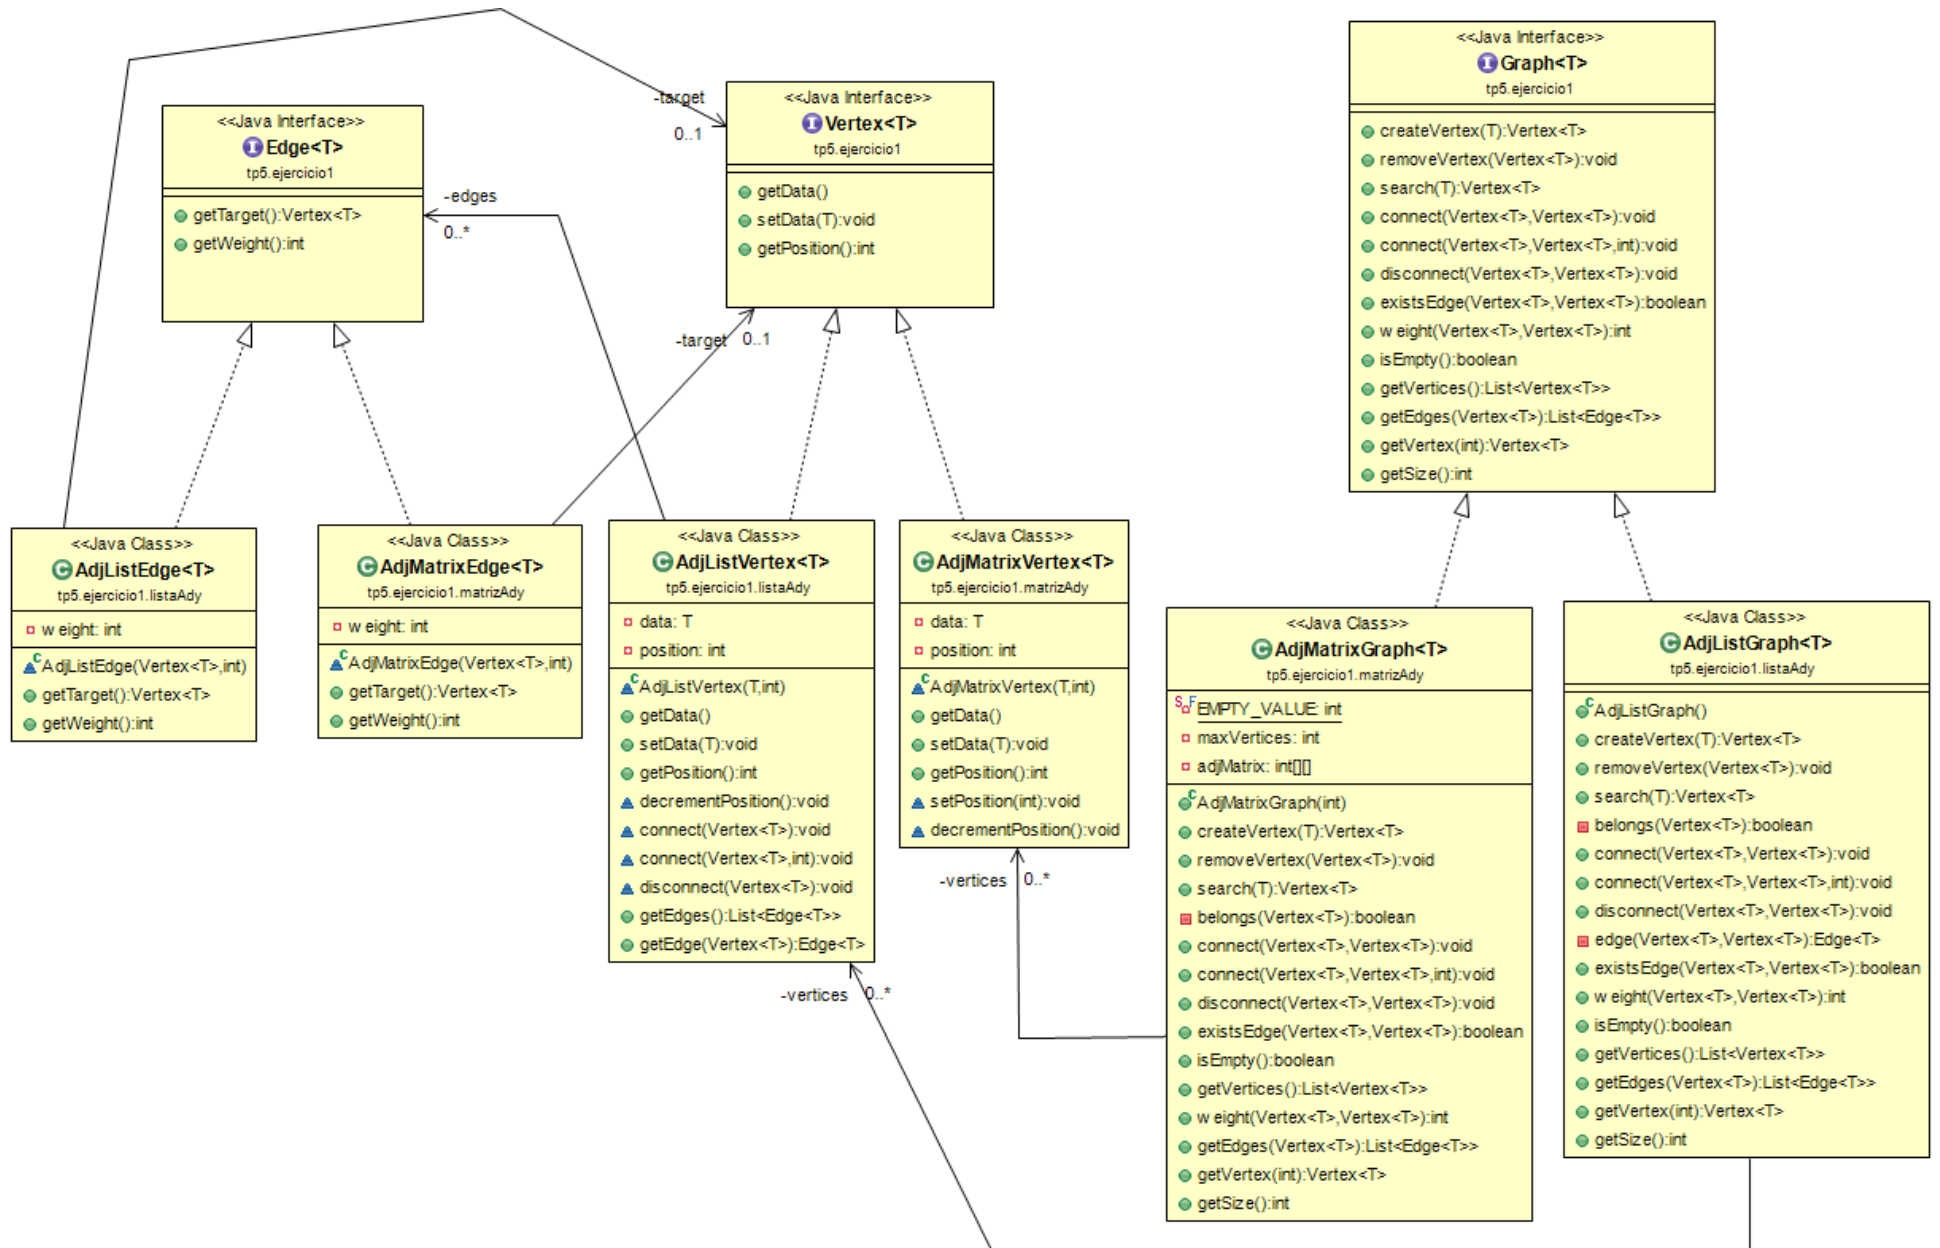 <<Java Interface>>
Edge<T>
tp5.ejercicio1
getTarget():Vertex<T>
getWeight():int
-edges
0..*
-target
0..1
<<Java Interface>>
Vertex<T>
tp5.ejercicio1
getData()
setData(T):void
getPosition():int
-target
0..1
<<Java Interface>>
Graph<T>
tp5.ejercicio1
createVertex(T):Vertex<T>
removeVertex(Vertex<T>):void
search(T):Vertex<T>
connect(Vertex<T>,Vertex<T>):void
connect(Vertex<T>,Vertex<T>,int):void
disconnect(Vertex<T>,Vertex<T>):void
existsEdge(Vertex<T>,Vertex<T>):boolean
weight(Vertex<T>,Vertex<T>):int
isEmpty():boolean
getVertices():List<Vertex<T>>
getEdges(Vertex<T>):List<Edge<T>>
getVertex(int):Vertex<T>
getSize():int
<<Java Class>>
AdjListEdge<T>
tp5.ejercicio1.listaAdy
weight: int
AdjListEdge(Vertex<T>,int)
getTarget():Vertex<T>
getWeight():int
<<Java Class>>
AdjMatrixEdge<T>
tp5.ejercicio1.matrizAdy
weight: int
AdjMatrixEdge(Vertex<T>,int)
getTarget():Vertex<T>
getWeight():int
<<Java Class>>
AdjListVertex<T>
tp5.ejercicio1.listaAdy
data: T
position: int
AdjListVertex(T,int)
getData()
setData(T):void
getPosition():int
decrementPosition():void
connect(Vertex<T>):void
connect(Vertex<T>,int):void
disconnect(Vertex<T>):void
getEdges():List<Edge<T>>
getEdge(Vertex<T>):Edge<T>
-vertices
0..*
<<Java Class>>
AdjMatrixVertex<T>
tp5.ejercicio1.matrizAdy
data: T
position: int
AdjMatrixVertex(T,int)
getData()
setData(T):void
getPosition():int
setPosition(int):void
decrementPosition():void
-vertices
0..*
<<Java Class>>
AdjMatrixGraph<T>
tp5.ejercicio1.matrizAdy
EMPTY_VALUE: int
maxVertices: int
adjMatrix: int[][]
AdjMatrixGraph(int)
createVertex(T):Vertex<T>
removeVertex(Vertex<T>):void
search(T):Vertex<T>
belongs(Vertex<T>):boolean
connect(Vertex<T>,Vertex<T>):void
connect(Vertex<T>,Vertex<T>,int):void
disconnect(Vertex<T>,Vertex<T>):void
existsEdge(Vertex<T>,Vertex<T>):boolean
isEmpty():boolean
getVertices():List<Vertex<T>>
weight(Vertex<T>,Vertex<T>):int
getEdges(Vertex<T>):List<Edge<T>>
getVertex(int):Vertex<T>
getSize():int
<<Java Class>>
AdjListGraph<T>
tp5.ejercicio1.listaAdy
AdjListGraph()
createVertex(T):Vertex<T>
removeVertex(Vertex<T>):void
search(T):Vertex<T>
belongs(Vertex<T>):boolean
connect(Vertex<T>,Vertex<T>):void
connect(Vertex<T>,Vertex<T>,int):void
disconnect(Vertex<T>,Vertex<T>):void
edge(Vertex<T>,Vertex<T>):Edge<T>
existsEdge(Vertex<T>,Vertex<T>):boolean
weight(Vertex<T>,Vertex<T>):int
isEmpty():boolean
getVertices():List<Vertex<T>>
getEdges(Vertex<T>):List<Edge<T>>
getVertex(int):Vertex<T>
getSize():int